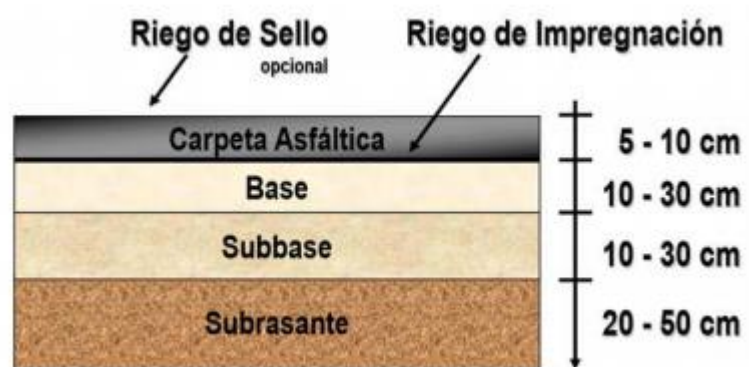 Riego de Sello
opcional
Riego de Impregnación
Carpeta Asfáltica
5 - 10 cm
Base
10 - 30 cm
Subbase
10 - 30 cm
Subrasante
20 - 50 cm